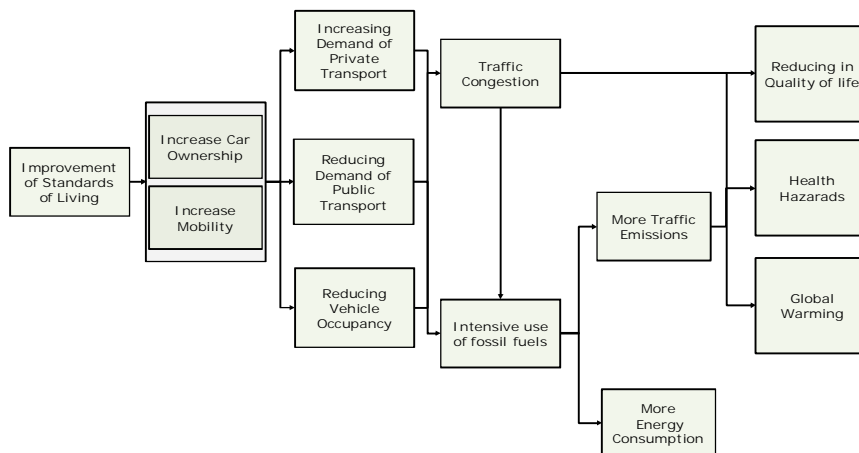 Improvement
of Standards
of Living
Increase Car
Ownership
Increase
Mobility
Increasing
Demand of
Private
Transport
Reducing
Demand of
Public
Transport
Reducing
Vehicle
Occupancy
Traffic
Congestion
Intensive use
of fossil fuels
More Traffic
Emissions
More
Energy
Consumption
Reducing in
Quality of life
Health
Hazarads
Global
Warming